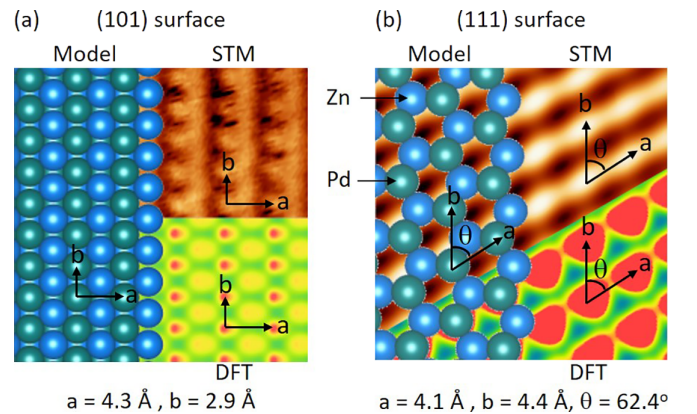 (a) (101) surface
Model STM
b
a
b
a
b
a
DFT
a = 4.3 Å , b = 2.9 Å
(b) (111) surface
Model STM
Zn
Pd
b
θ
a
b
θ
a
b
θ
a
DFT
a = 4.1 Å, b = 4.4 Å, θ = 62.4º